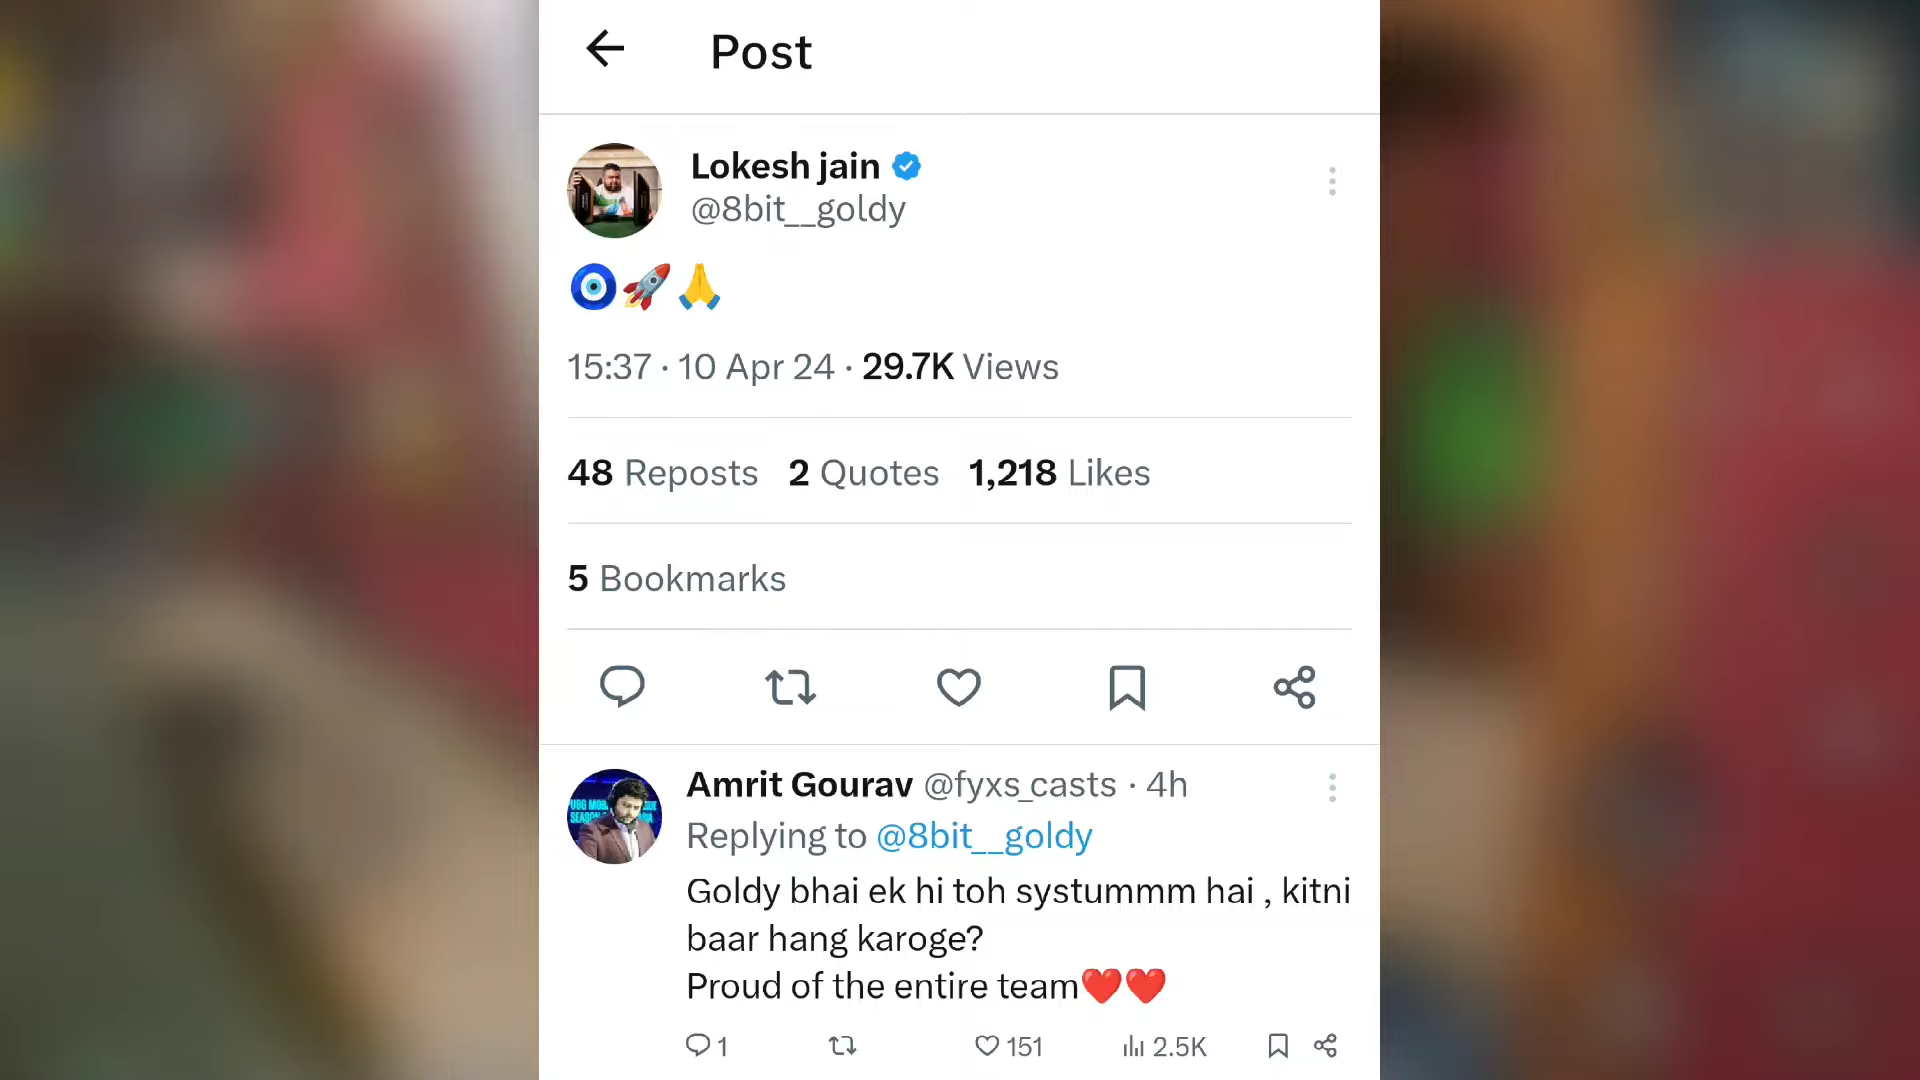 Post
Lokesh jain
@8bit__goldy
🧿🚀🙏
15:37 · 10 Apr 24 · 29.7K Views
48 Reposts 2 Quotes 1,218 Likes
5 Bookmarks
Amrit Gourav @fyxs_casts · 4h
Replying to @8bit__goldy
Goldy bhai ek hi toh systummm hai , kitni
baar hang karoge?
Proud of the entire team❤️❤️
1 151 2.5K